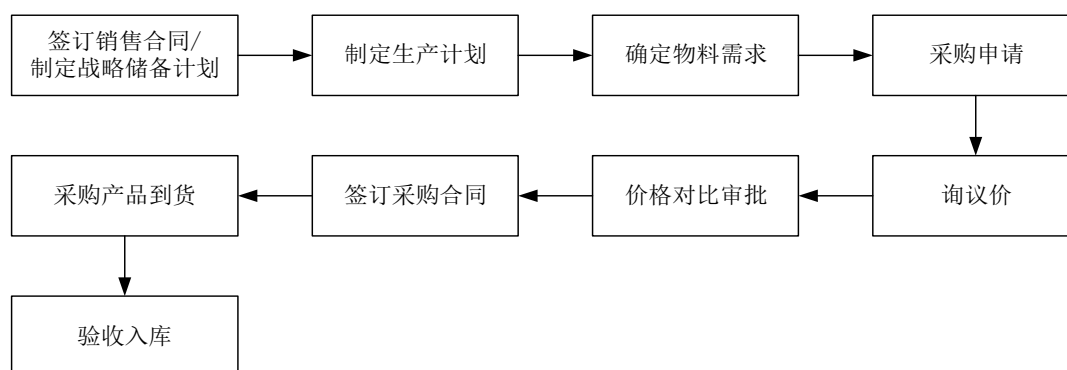 签订销售合同/
制定战略储备计划
制定生产计划
确定物料需求
采购申请
询议价
价格对比审批
签订采购合同
采购产品到货
验收入库